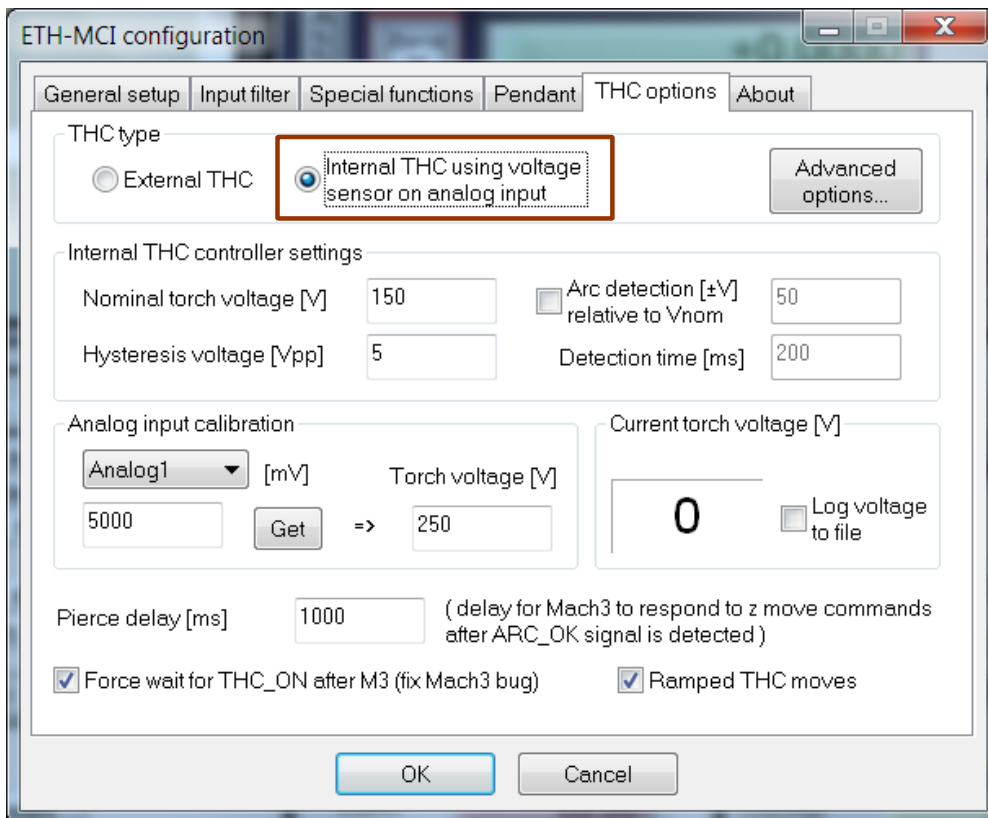 ETH-MCI configuration
General setup
Input filter
Special functions
Pendant
THC options
About
THC type
External THC
Internal THC using voltage
sensor on analog input
Advanced
options...
Internal THC controller settings
Nominal torch voltage [V]
150
Arc detection [±V]
relative to Vnom
50
Hysteresis voltage [Vpp]
5
Detection time [ms]
200
Analog input calibration
Analog1
[mV]
Torch voltage [V]
5000
Get
=>
250
Current torch voltage [V]
0
Log voltage
to file
Pierce delay [ms]
1000
( delay for Mach3 to respond to z move commands
after ARC_OK signal is detected )
Force wait for THC_ON after M3 (fix Mach3 bug)
Ramped THC moves
OK
Cancel